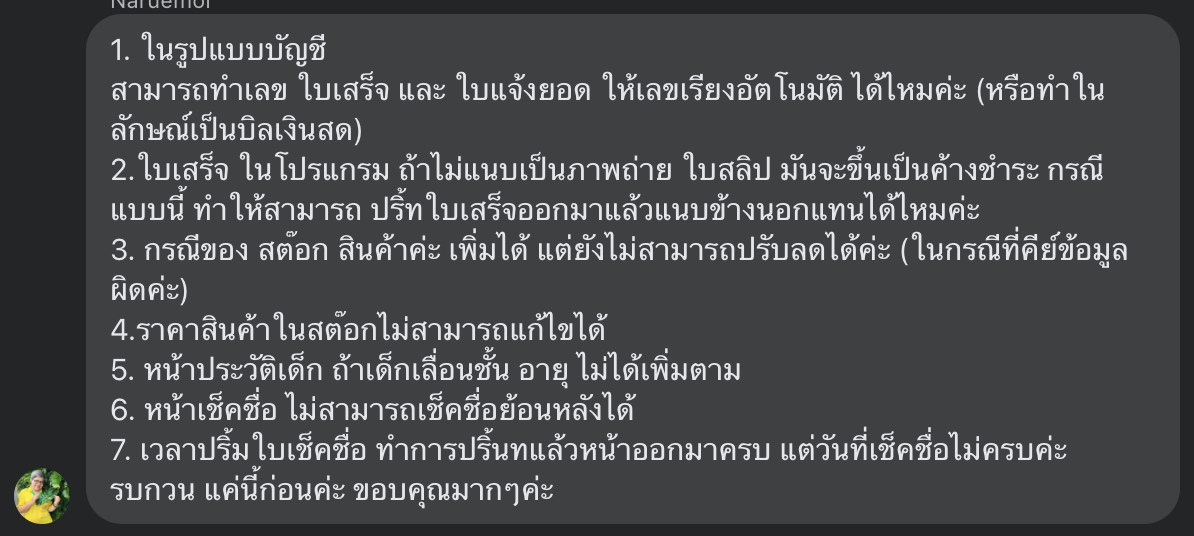 Nardemol
1. ในรูปแบบบัญชี
สามารถทำเลข ใบเสร็จ และ ใบแจ้งยอด ให้เลขเรียงอัตโนมัติ ได้ไหมค่ะ (หรือทำใน
ลักษณ์เป็นบิลเงินสด)
2.ใบเสร็จ ในโปรแกรม ถ้าไม่แนบเป็นภาพถ่าย ใบสลิป มันจะขึ้นเป็นค้างชำระ กรณี
แบบนี้ ทำให้สามารถ ปริ้ทใบเสร็จออกมาแล้วแนบข้างนอกแทนได้ไหมค่ะ
3. กรณีของ สต๊อก สินค้าค่ะ เพิ่มได้ แต่ยังไม่สามารถปรับลดได้ค่ะ (ในกรณีที่คีย์ข้อมูล
ผิดค่ะ)
4.ราคาสินค้าในสต๊อกไม่สามารถแก้ไขได้
5. หน้าประวัติเด็ก ถ้าเด็กเลื่อนชั้น อายุ ไม่ได้เพิ่มตาม
6. หน้าเช็คชื่อ ไม่สามารถเช็คชื่อย้อนหลังได้
7. เวลาปริ้มใบเช็คชื่อ ทำการปริ้นทแล้วหน้าออกมาครบ แต่วันที่เช็คชื่อไม่ครบค่ะ
รบกวน แค่นี้ก่อนค่ะ ขอบคุณมากๆค่ะ